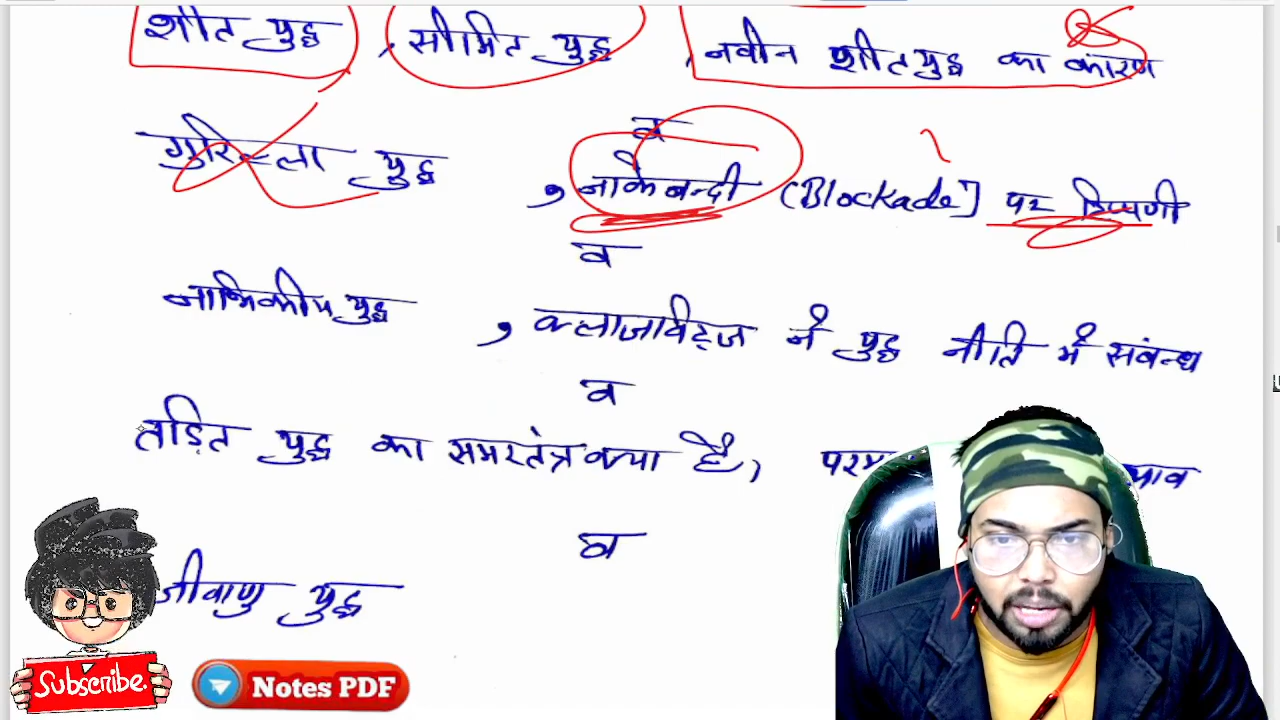 शीत युद्ध , सीमित युद्ध , नवीन शीतयुद्ध का कारण
व
गुरिल्ला युद्ध , नाकेबन्दी (Blockade) पर टिप्पणी
व
नाभिकीय युद्ध , क्लाजविट्ज ने युद्ध नीति में संबन्ध
व
तड़ित युद्ध का समरतंत्र क्या है,
व
जीवाणु युद्ध
Subscribe.
Notes PDF